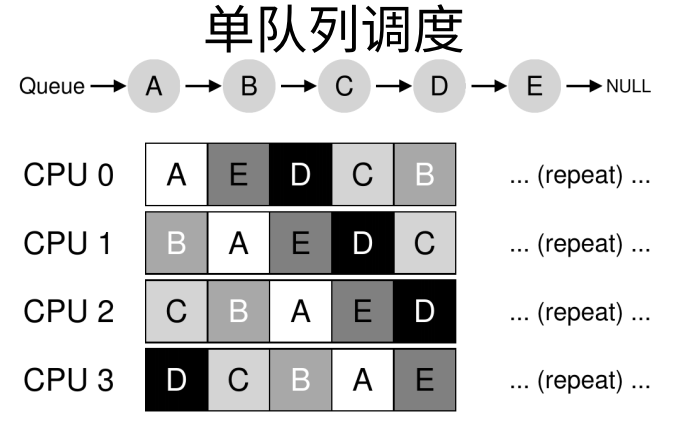 单队列调度
Queue A B C D E NULL
CPU 0 A E D C B ... (repeat) ...
CPU 1 B A E D C ... (repeat) ...
CPU 2 C B A E D ... (repeat) ...
CPU 3 D C B A E ... (repeat) ...